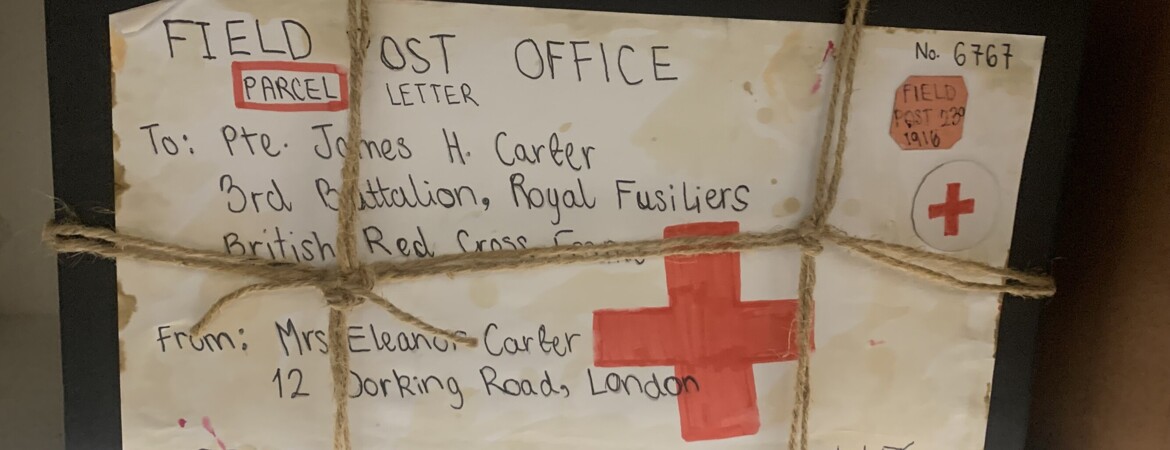 FIELD POST OFFICE
PARCEL LETTER
No. 6767
FIELD
POST
1916
To: Pte. James H. Carter
3rd Battalion, Royal Fusiliers
British Red Cross
From: Mrs Eleanor Carter
12 Dorking Road, London